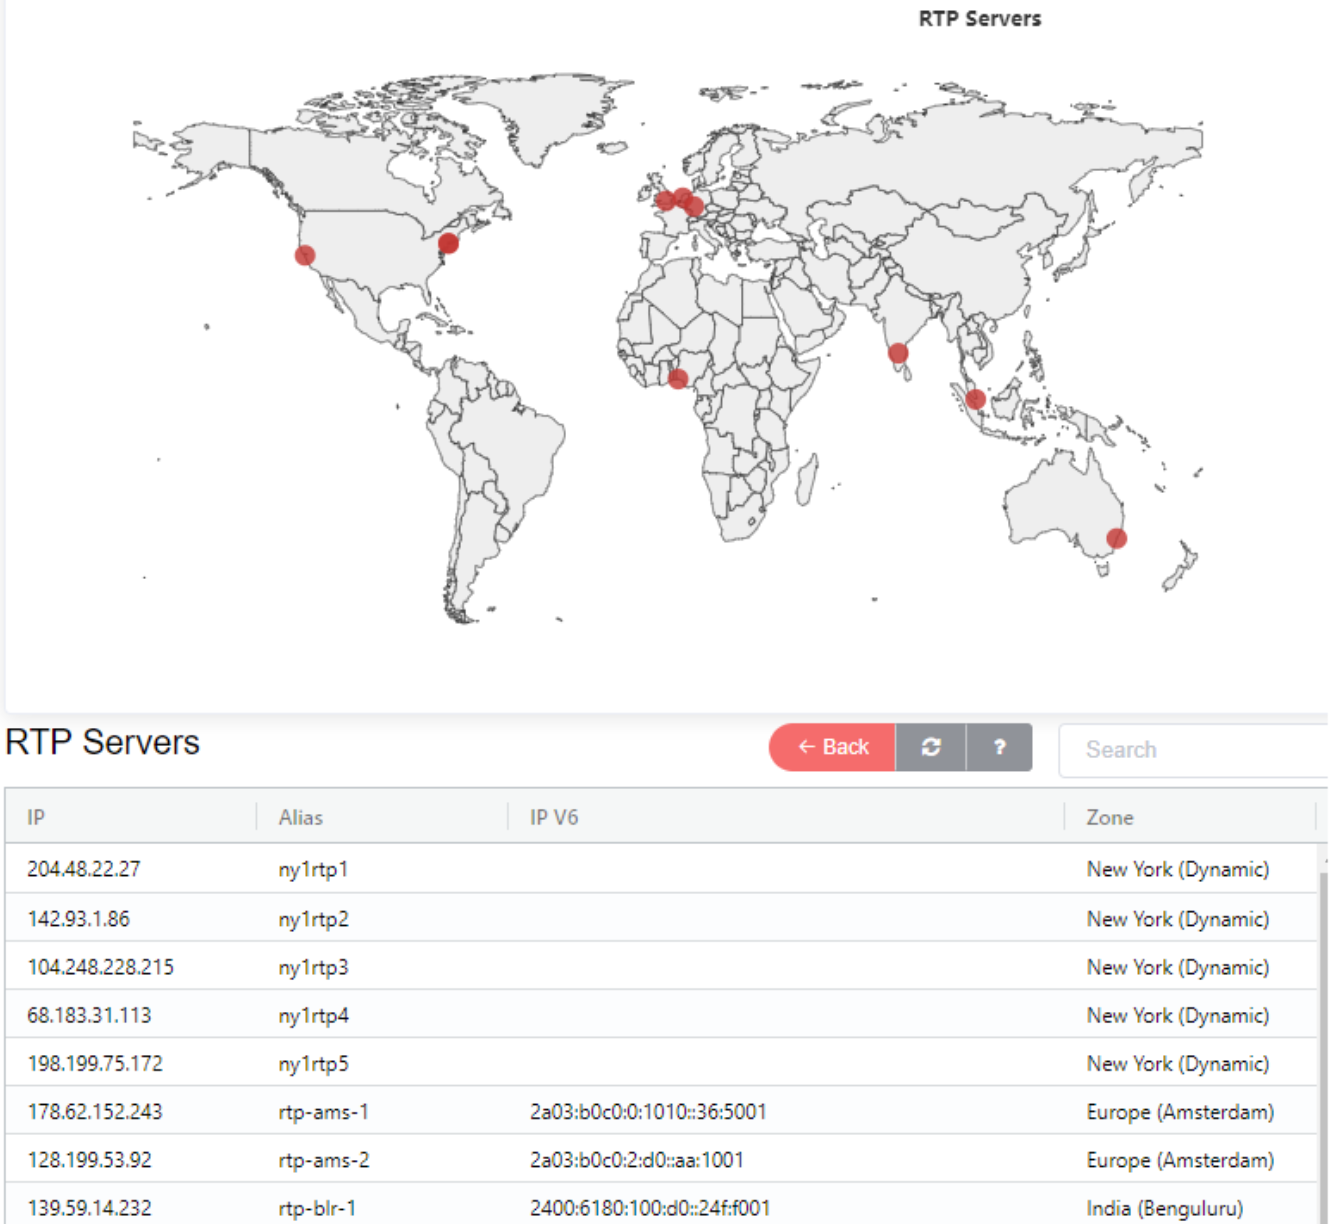 RTP Servers
RTP Servers
← Back
?
Search
IP Alias IP V6 Zone
204.48.22.27 ny1rtp1 New York (Dynamic)
142.93.1.86 ny1rtp2 New York (Dynamic)
104.248.228.215 ny1rtp3 New York (Dynamic)
68.183.31.113 ny1rtp4 New York (Dynamic)
198.199.75.172 ny1rtp5 New York (Dynamic)
178.62.152.243 rtp-ams-1 2a03:b0c0:0:1010::36:5001 Europe (Amsterdam)
128.199.53.92 rtp-ams-2 2a03:b0c0:2:d0::aa:1001 Europe (Amsterdam)
139.59.14.232 rtp-blr-1 2400:6180:100:d0::24f:f001 India (Benguluru)